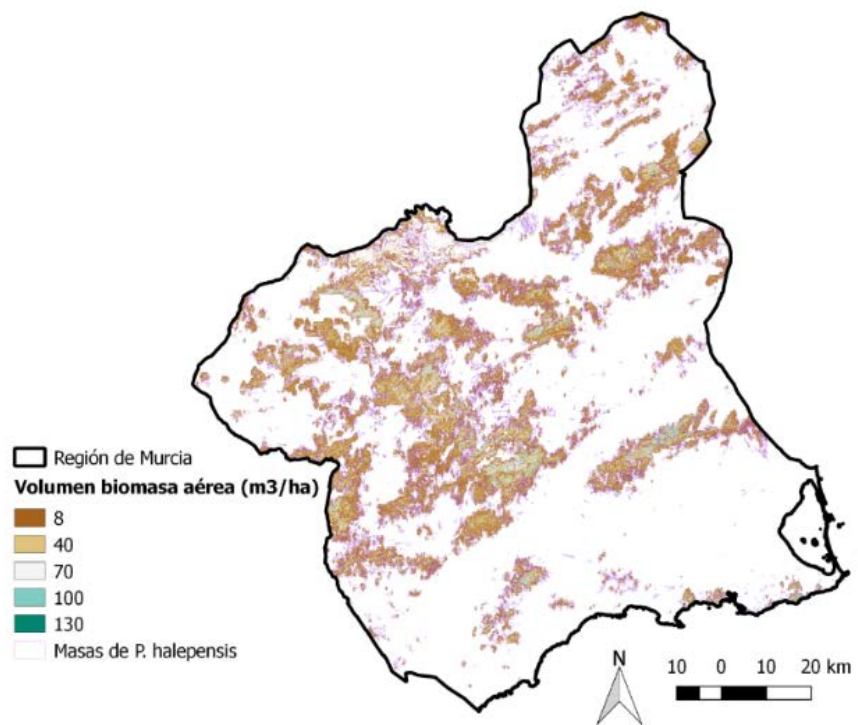 Región de Murcia
Volumen biomasa aérea (m3/ha)
8
40
70
100
130
Masas de P. halepensis
N
10 0 10 20 km